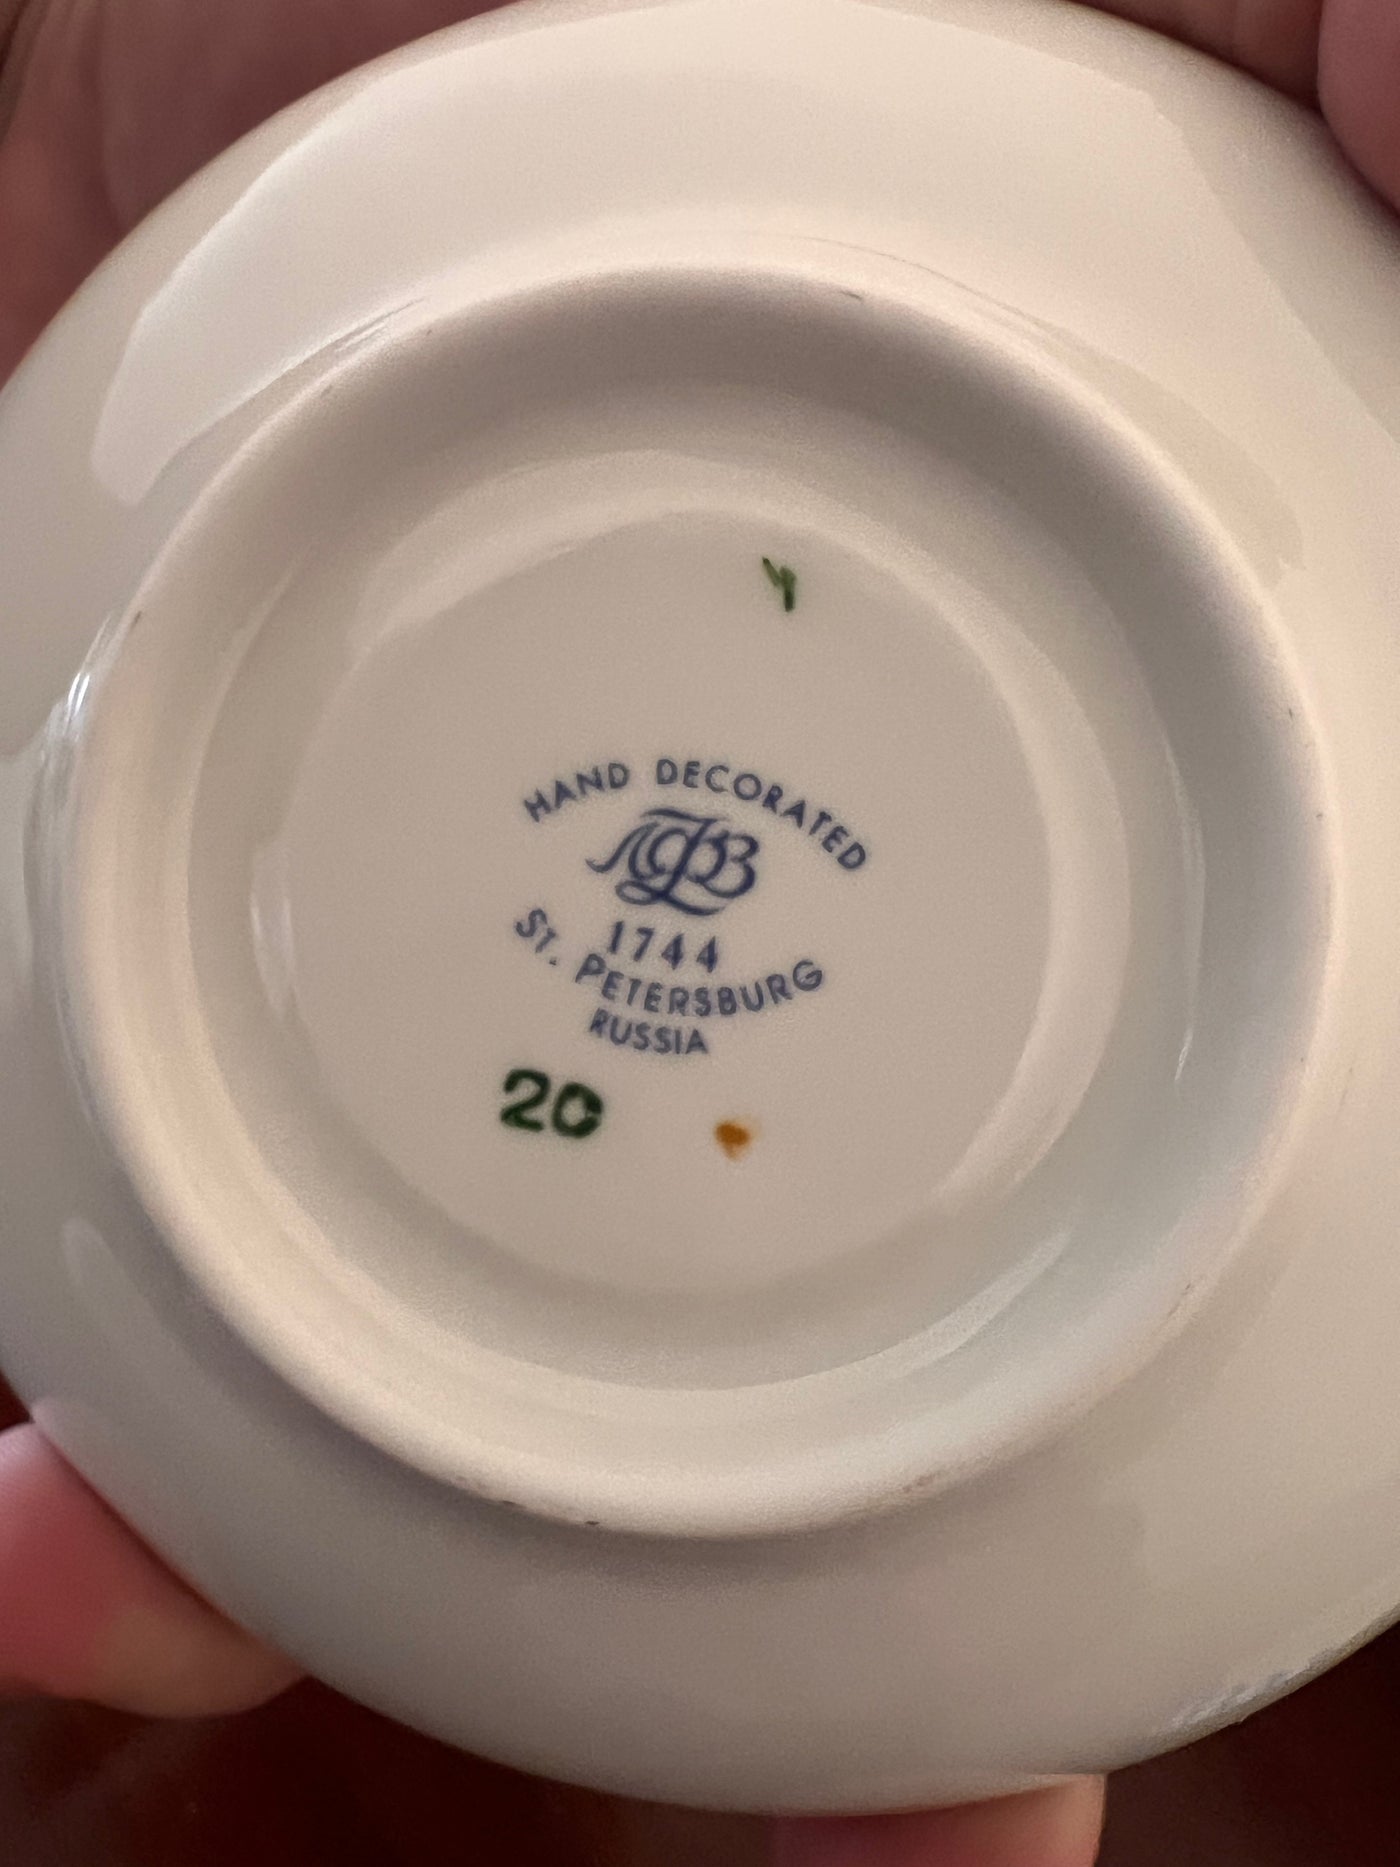 HAND DECORATED
ЛФЗ
1744
ST. PETERSBURG
RUSSIA
20